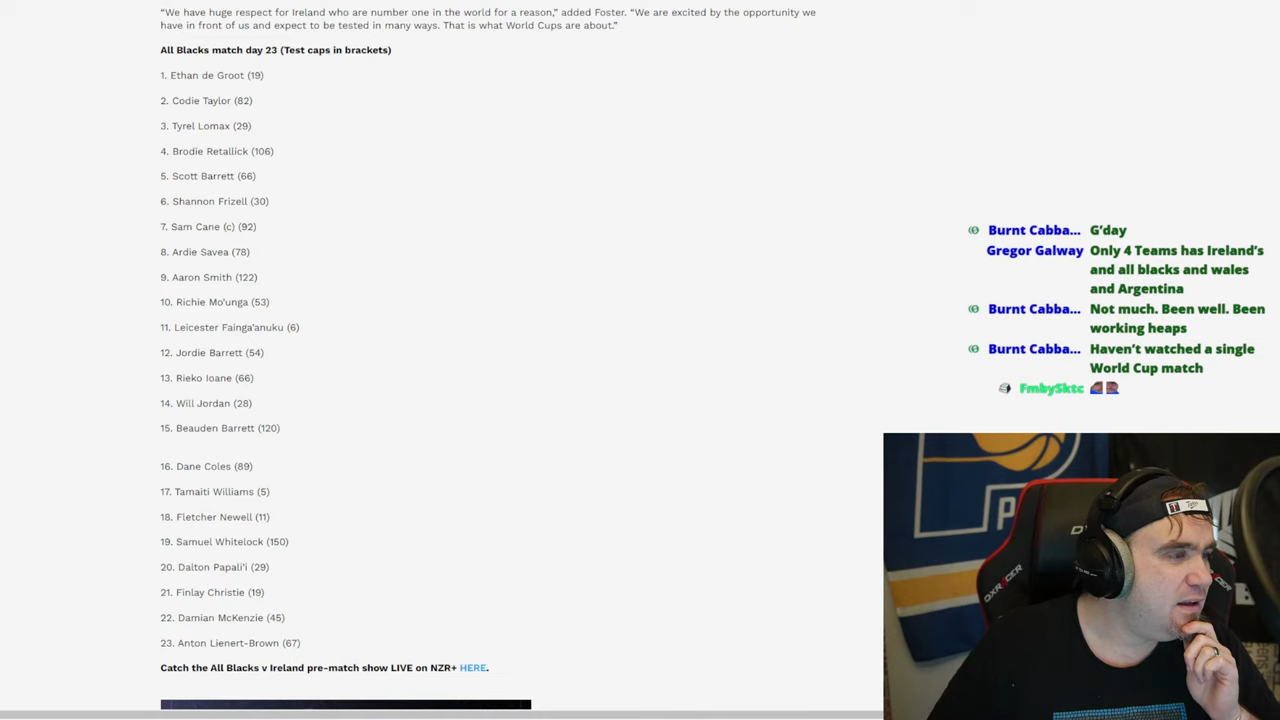 “We have huge respect for Ireland who are number one in the world for a reason,” added Foster. “We are excited by the opportunity we
have in front of us and expect to be tested in many ways. That is what World Cups are about.”
All Blacks match day 23 (Test caps in brackets)
1. Ethan de Groot (19)
2. Codie Taylor (82)
3. Tyrel Lomax (29)
4. Brodie Retallick (106)
5. Scott Barrett (66)
6. Shannon Frizell (30)
7. Sam Cane (c) (92)
8. Ardie Savea (78)
9. Aaron Smith (122)
10. Richie Mo’unga (53)
11. Leicester Fainga’anuku (6)
12. Jordie Barrett (54)
13. Rieko Ioane (66)
14. Will Jordan (28)
15. Beauden Barrett (120)
16. Dane Coles (89)
17. Tamaiti Williams (5)
18. Fletcher Newell (11)
19. Samuel Whitelock (150)
20. Dalton Papali’i (29)
21. Finlay Christie (19)
22. Damian McKenzie (45)
23. Anton Lienert-Brown (67)
Catch the All Blacks v Ireland pre-match show LIVE on NZR+ HERE.
Burnt Cabba... G’day
Gregor Galway Only 4 Teams has Ireland’s
and all blacks and wales
and Argentina
Burnt Cabba... Not much. Been well. Been
working heaps
Burnt Cabba... Haven’t watched a single
World Cup match
FmbySktc
DXRACER